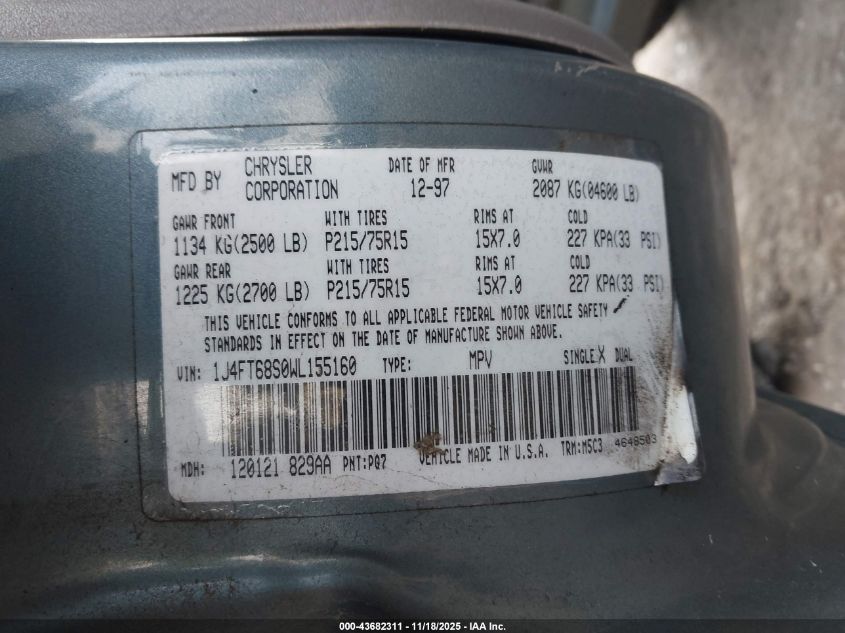 MFD BY CHRYSLER CORPORATION DATE OF MFR 12-97 GVWR 2087 KG(04600 LB)
GAWR FRONT WITH TIRES RIMS AT COLD
1134 KG(2500 LB) P215/75R15 15X7.0 227 KPA(33 PSI)
GAWR REAR WITH TIRES RIMS AT COLD
1225 KG(2700 LB) P215/75R15 15X7.0 227 KPA(33 PSI)
THIS VEHICLE CONFORMS TO ALL APPLICABLE FEDERAL MOTOR VEHICLE SAFETY
STANDARDS IN EFFECT ON THE DATE OF MANUFACTURE SHOWN ABOVE.
VIN: 1J4FT68S0WL155160 TYPE: MPV SINGLE X DUAL
MDH: 120121 829AA PNT:PQ7 VEHICLE MADE IN U.S.A. TRM:M5C3 4648503
000-43682311 - 11/18/2025 - IAA Inc.